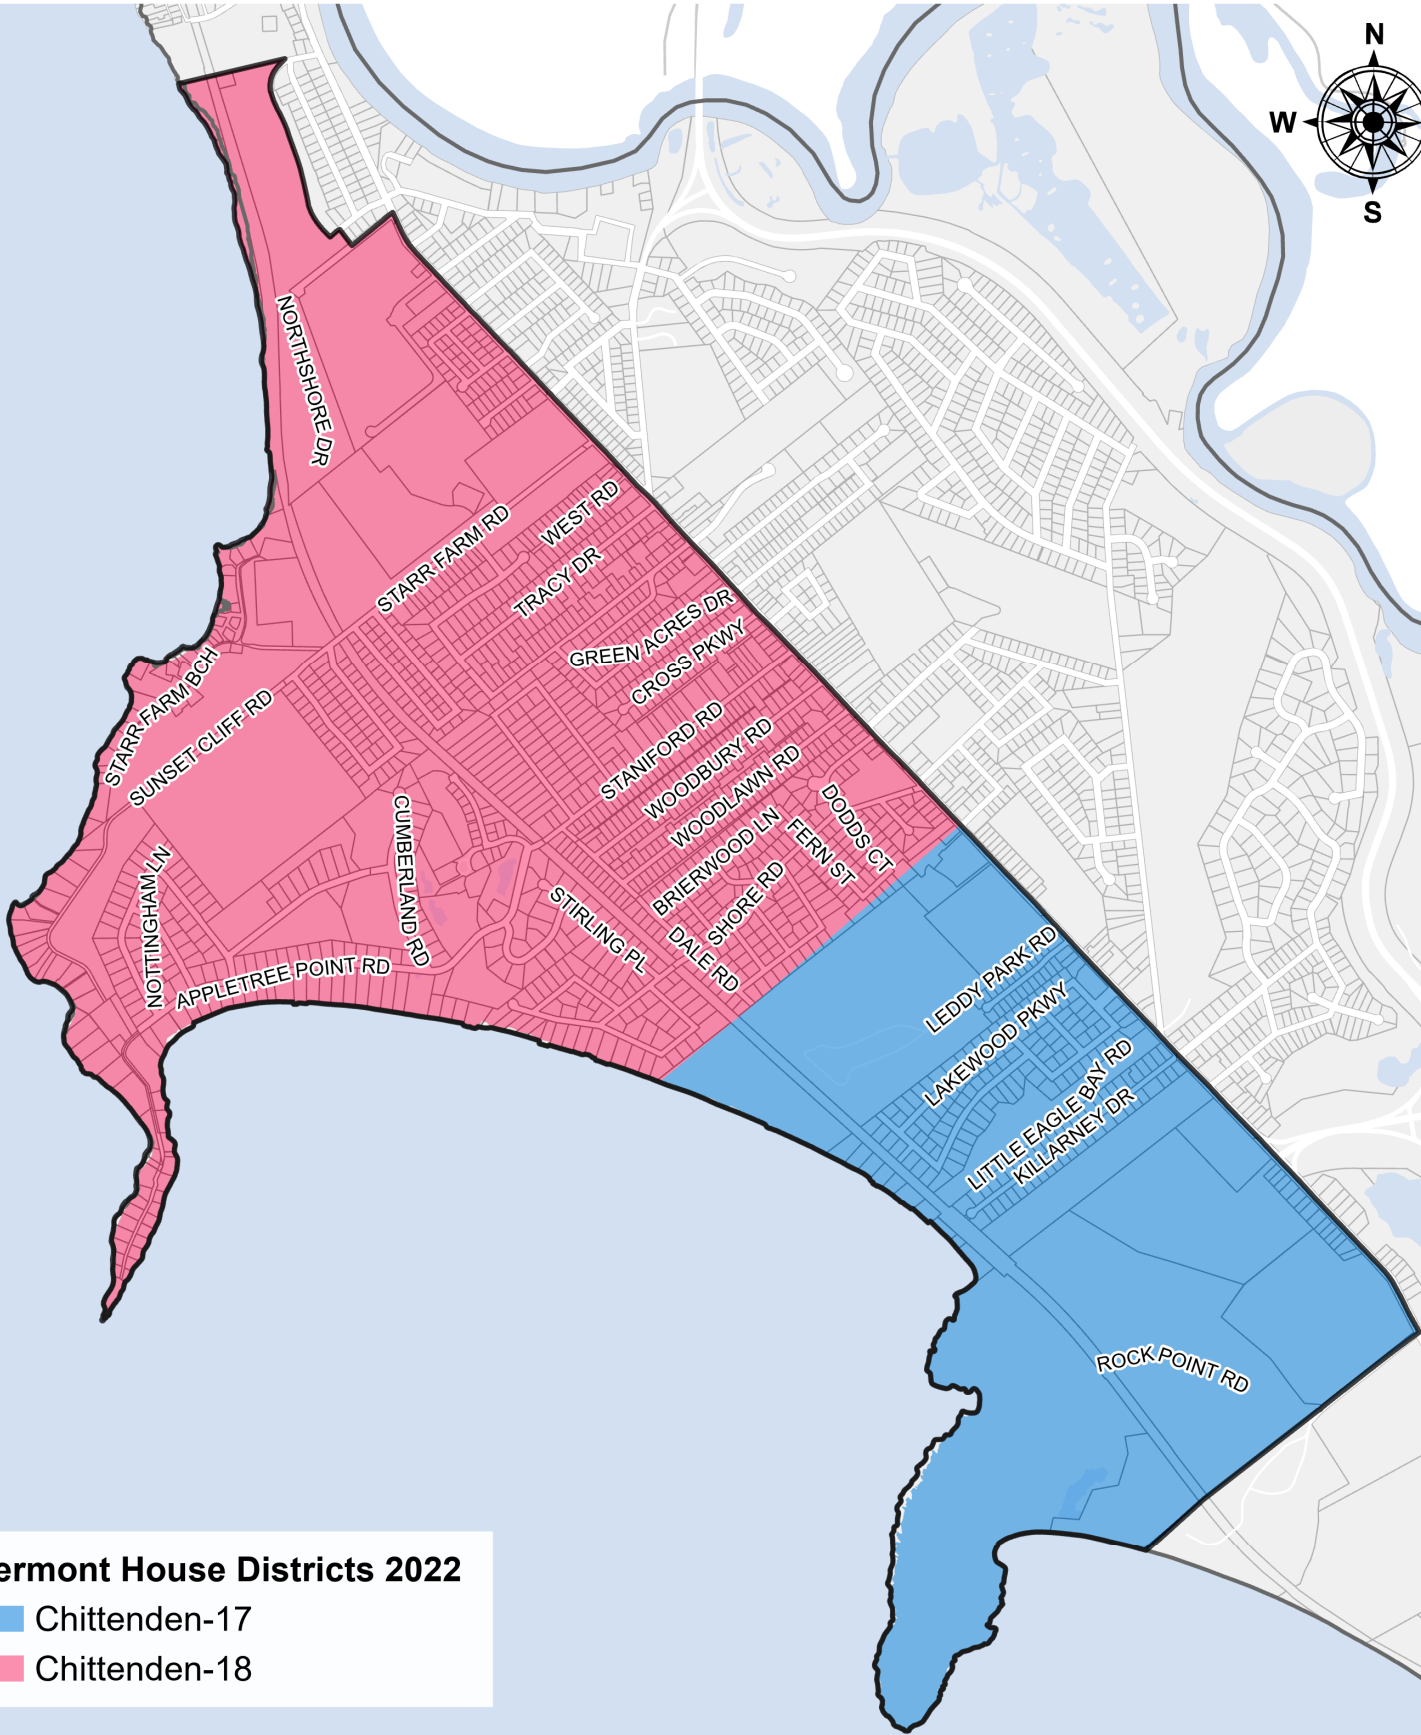 N
W
S
NORTHSHORE DR
WEST RD
STARR FARM RD
TRACY DR
GREEN ACRES DR
CROSS PKWY
STARR FARM BCH
SUNSET CLIFF RD
STANIFORD RD
WOODBURY RD
WOODLAWN RD
DODDS CT
CUMBERLAND RD
BRIERWOOD LN
FERN ST
NOTTINGHAM LN
SHORE RD
STIRLING PL
DALE RD
APPLETREE POINT RD
LEDDY PARK RD
LAKEWOOD PKWY
LITTLE EAGLE BAY RD
KILLARNEY DR
ROCK POINT RD
ermont House Districts 2022
Chittenden-17
Chittenden-18